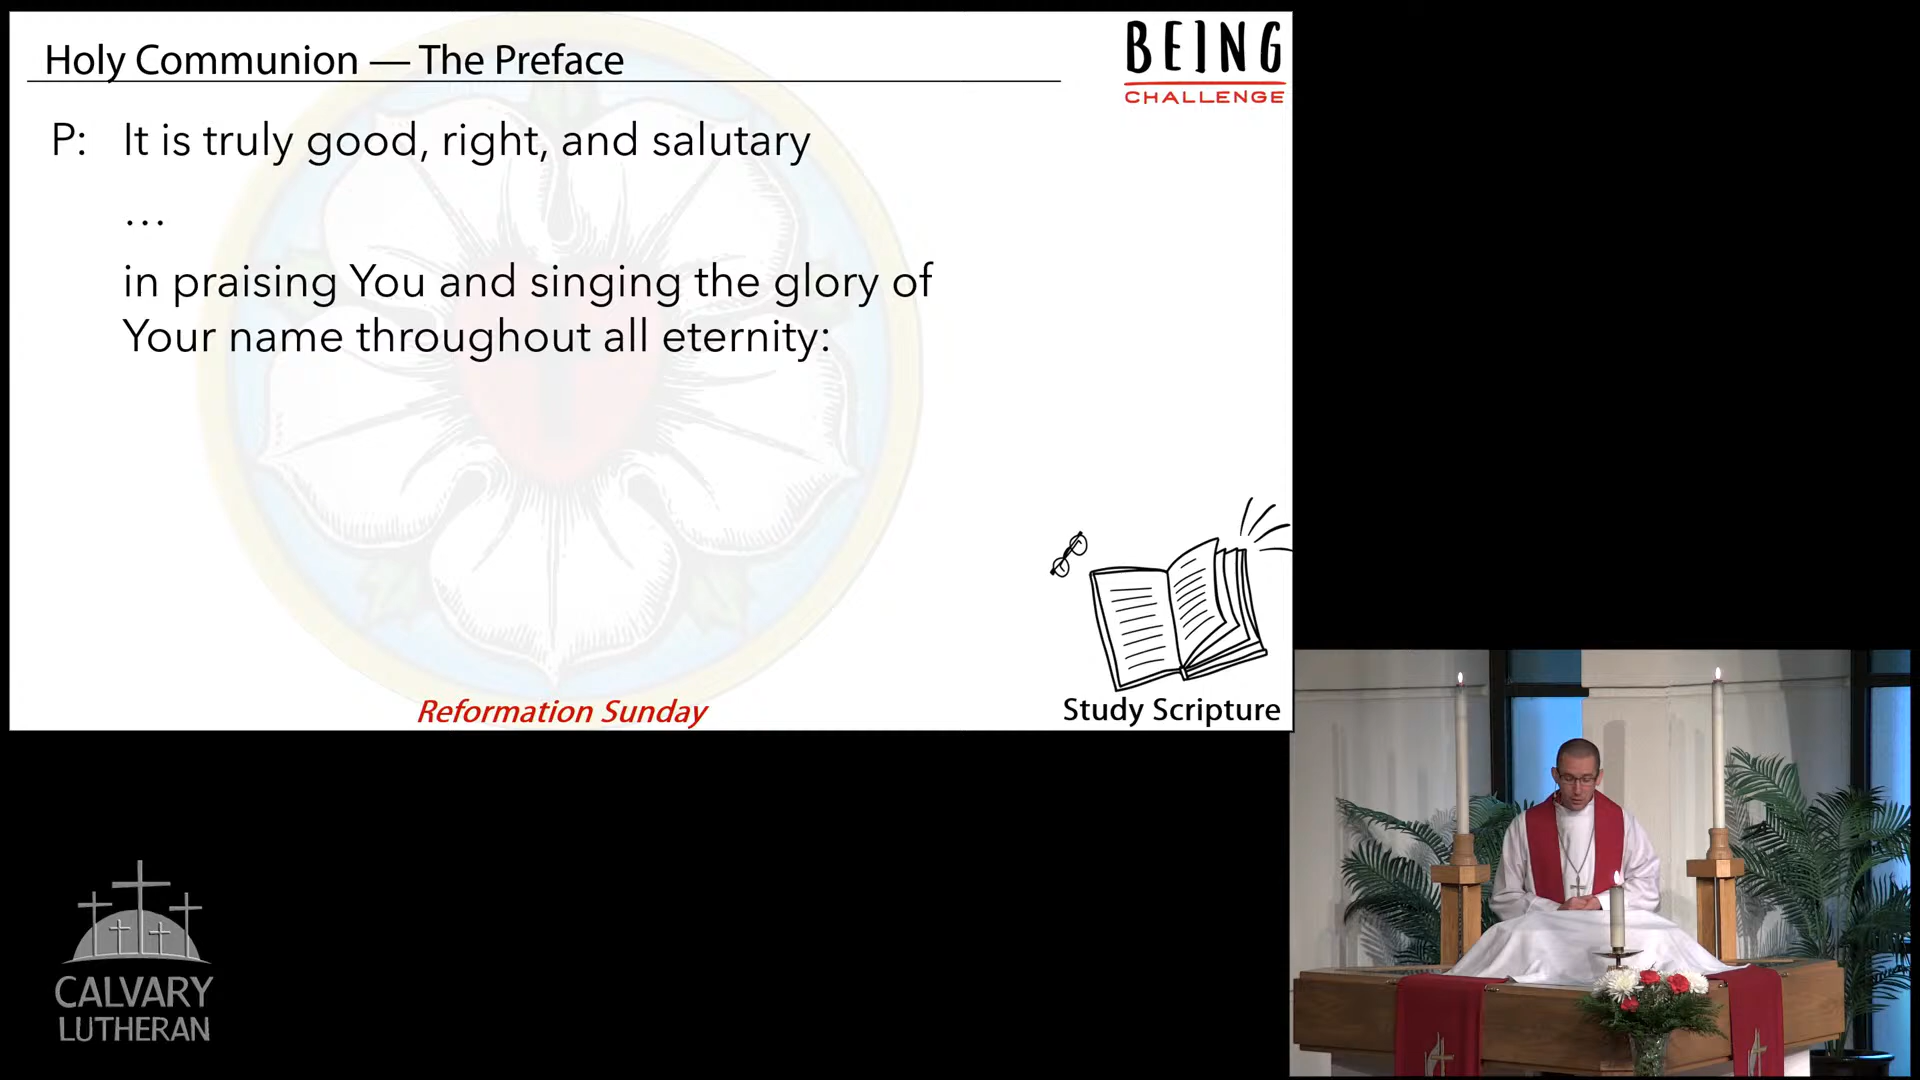 Holy Communion — The Preface
BEING
CHALLENGE
P: It is truly good, right, and salutary
...
in praising You and singing the glory of
Your name throughout all eternity:
Reformation Sunday
Study Scripture
CALVARY
LUTHERAN